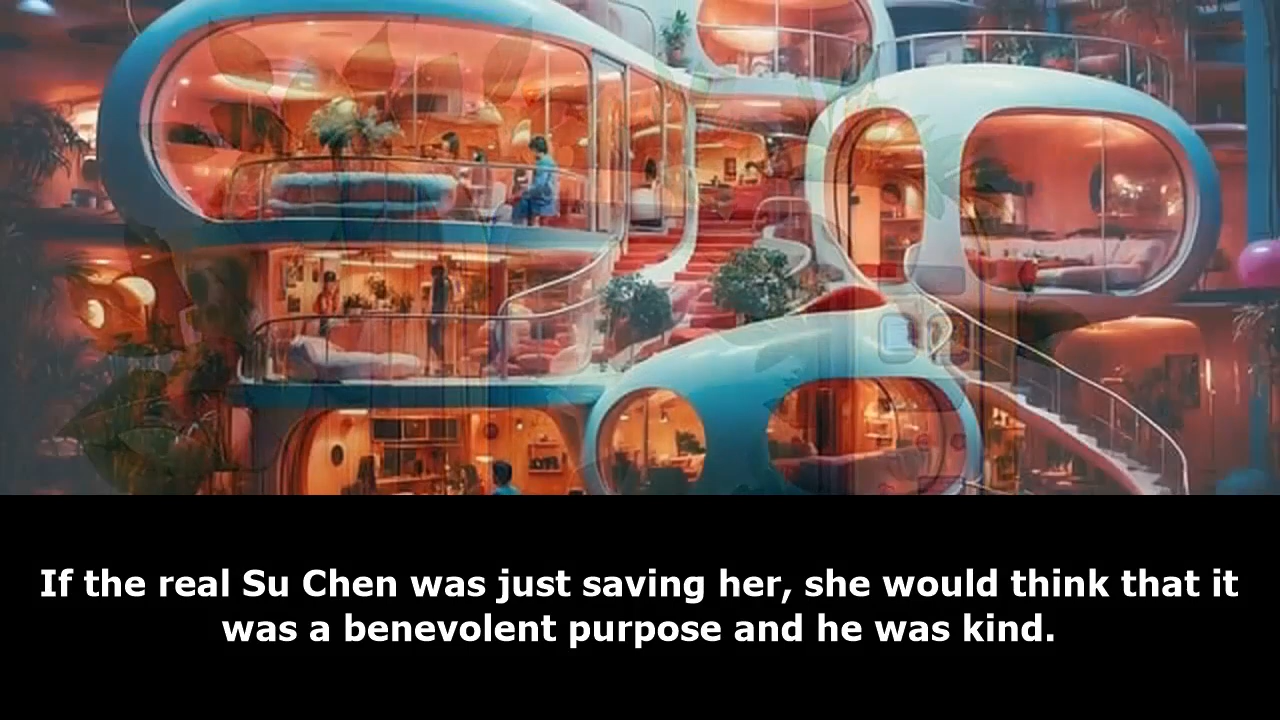 If the real Su Chen was just saving her, she would think that it
was a benevolent purpose and he was kind.